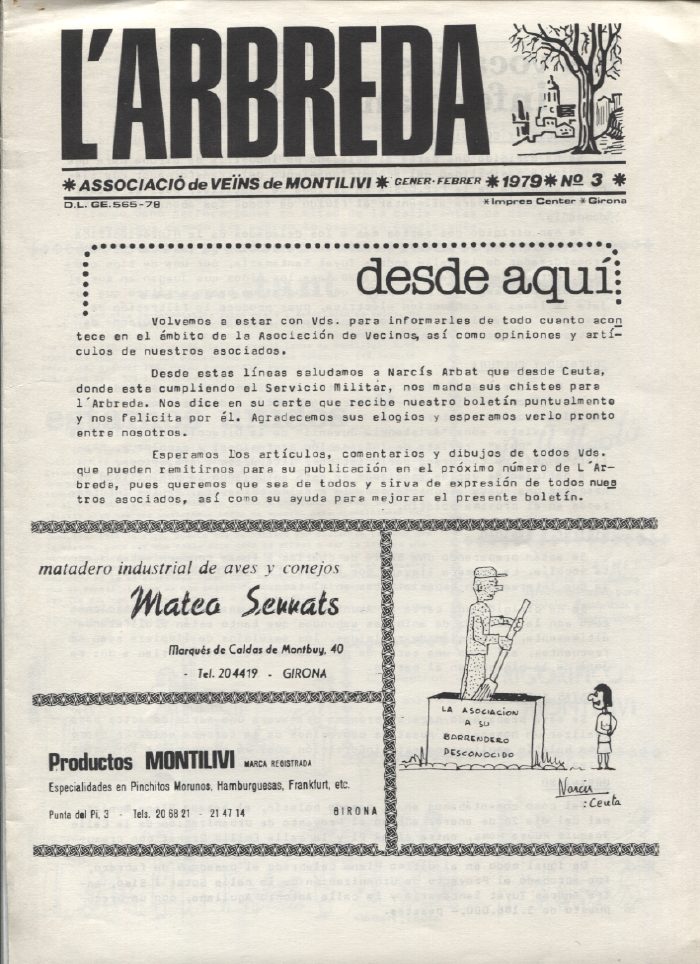 L'ARBREDA
* ASSOCIACIÓ de VEÏNS de MONTILIVI * GENER-FEBRER * 1979 * Nº 3 *
D.L. GE.565-78
* Impres Center * Girona
desde aquí
Volvemos a estar con Vds. para informarles de todo cuanto acon
tece en el ámbito de la Asociación de Vecinos, así como opiniones y artí-
culos de nuestros asociados.
Desde estas líneas saludamos a Narcís Arbat que desde Ceuta,
donde esta cumpliendo el Servicio Militar, nos manda sus chistes para
l'Arbreda. Nos dice en su carta que recibe nuestro boletín puntualmente
y nos felicita por él. Agradecemos sus elogios y esperamos verlo pronto
entre nosotros.
Esperamos los artículos, comentarios y dibujos de todos Vds.
que pueden remitirnos para su publicación en el próximo número de L'Ar-
breda, pues queremos que sea de todos y sirva de expresión de todos nues
tros asociados, así como su ayuda para mejorar el presente boletín.
matadero industrial de aves y conejos
Mateo Serrats
Marqués de Caldas de Montbuy, 40
- Tel. 204419 - GIRONA
Productos MONTILIVI MARCA REGISTRADA
Especialidades en Pinchitos Morunos, Hamburguesas, Frankfurt, etc.
Punta del Pi, 3 - Tels. 20 68 21 - 21 47 14 GIRONA
LA ASOCIACION
A SU
BARRENDERO
DESCONOCIDO
Narcis
:Ceuta